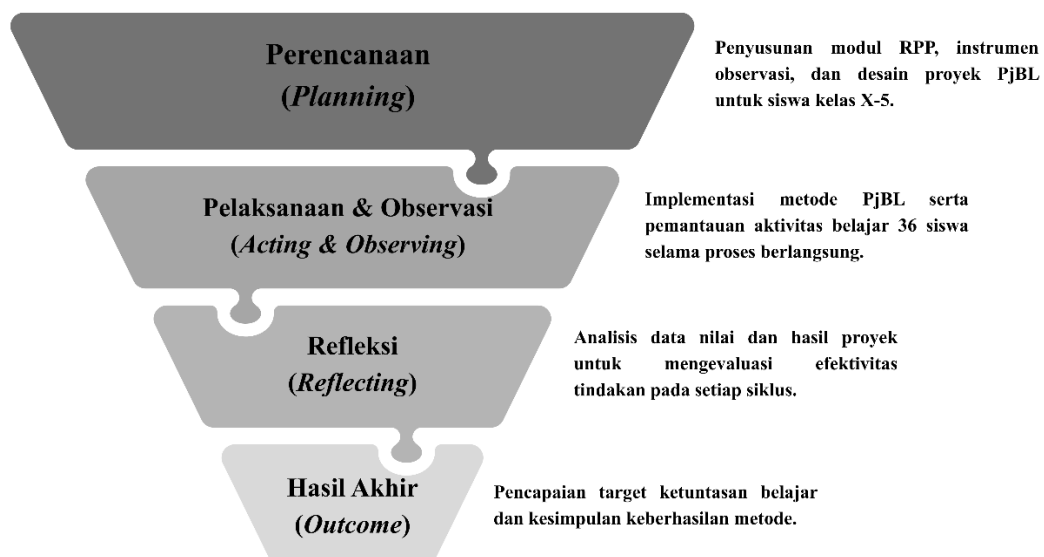 Perencanaan
(Planning)
Penyusunan modul RPP, instrumen
observasi, dan desain proyek PjBL
untuk siswa kelas X-5.
Pelaksanaan & Observasi
(Acting & Observing)
Implementasi metode PjBL serta
pemantauan aktivitas belajar 36 siswa
selama proses berlangsung.
Refleksi
(Reflecting)
Analisis data nilai dan hasil proyek
untuk mengevaluasi efektivitas
tindakan pada setiap siklus.
Hasil Akhir
(Outcome)
Pencapaian target ketuntasan belajar
dan kesimpulan keberhasilan metode.